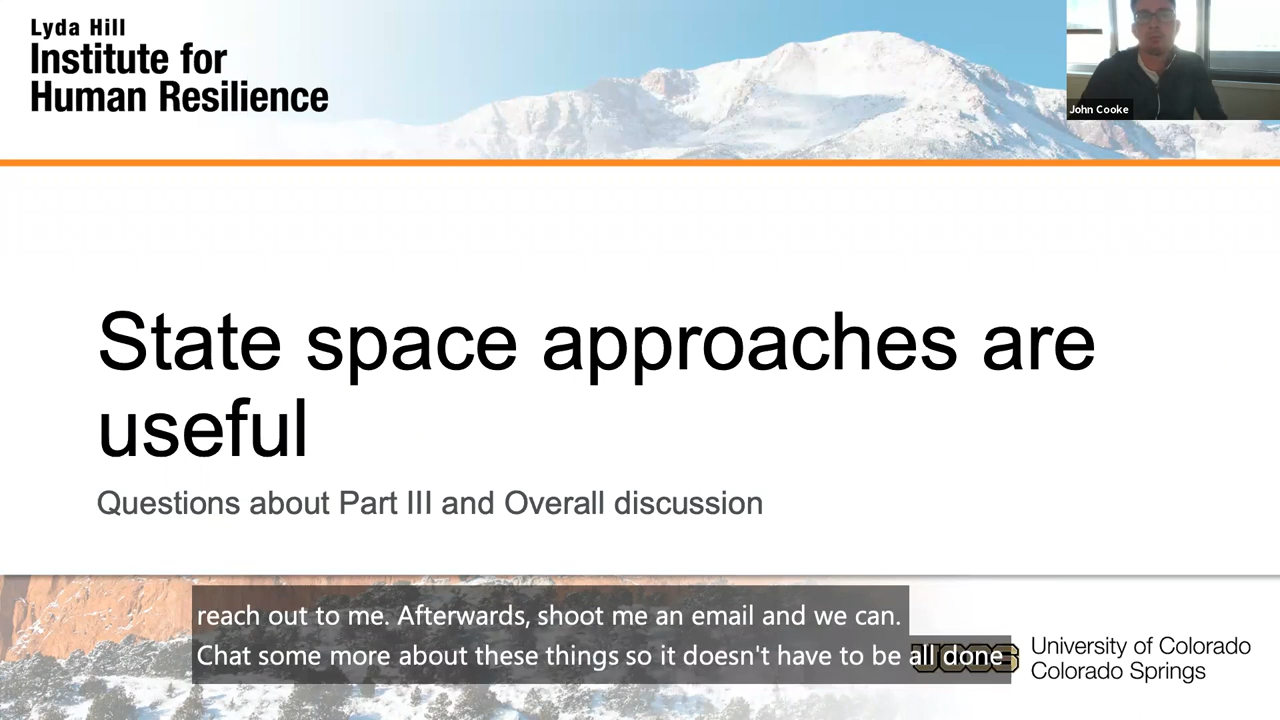 Lyda Hill
Institute for
Human Resilience
John Cooke
State space approaches are
useful
Questions about Part III and Overall discussion
reach out to me. Afterwards, shoot me an email and we can.
Chat some more about these things so it doesn't have to be all done
UCCS
University of Colorado
Colorado Springs